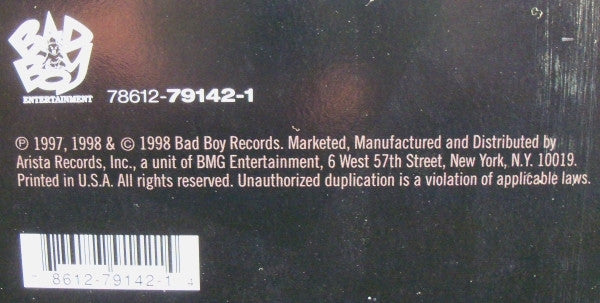 BAD
BOY
ENTERTAINMENT
78612-79142-1
℗ 1997, 1998 & © 1998 Bad Boy Records. Marketed, Manufactured and Distributed by
Arista Records, Inc., a unit of BMG Entertainment, 6 West 57th Street, New York, N.Y. 10019.
Printed in U.S.A. All rights reserved. Unauthorized duplication is a violation of applicable laws.
7 8612-79142-1 4